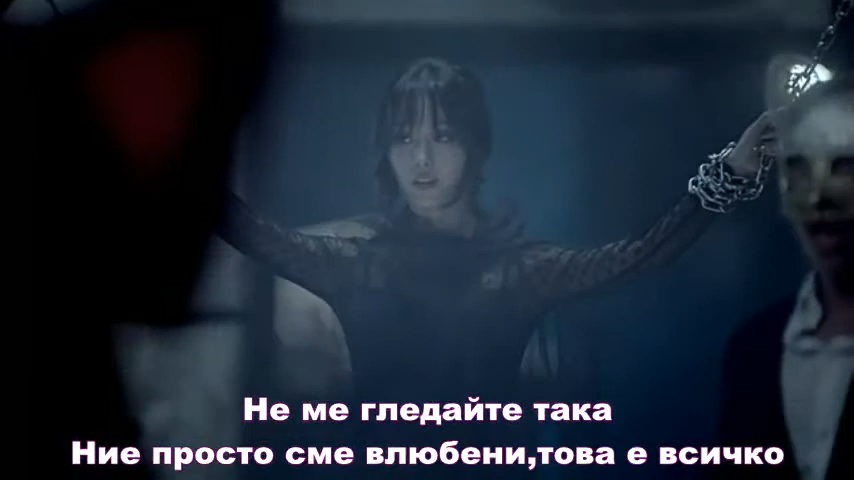 Не ме гледайте така
Ние просто сме влюбени,това е всичко